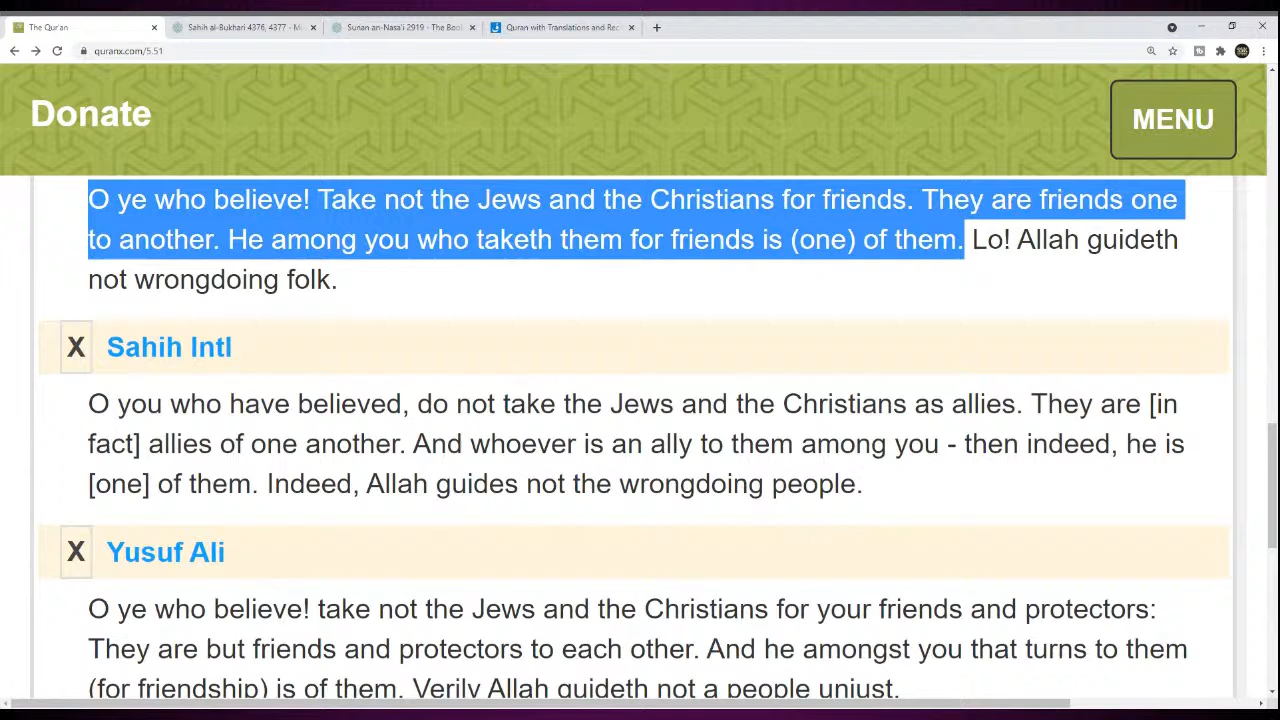 The Qur'an
Sahih al-Bukhari 4376, 4377 - Mi
Sunan an-Nasa'i 2919 - The Book
Quran with Translations and Rec
quranx.com/5.51
Donate
MENU
O ye who believe! Take not the Jews and the Christians for friends. They are friends one
to another. He among you who taketh them for friends is (one) of them. Lo! Allah guideth
not wrongdoing folk.
X Sahih Intl
O you who have believed, do not take the Jews and the Christians as allies. They are [in
fact] allies of one another. And whoever is an ally to them among you - then indeed, he is
[one] of them. Indeed, Allah guides not the wrongdoing people.
X Yusuf Ali
O ye who believe! take not the Jews and the Christians for your friends and protectors:
They are but friends and protectors to each other. And he amongst you that turns to them
(for friendship) is of them. Verily Allah guideth not a people unjust.